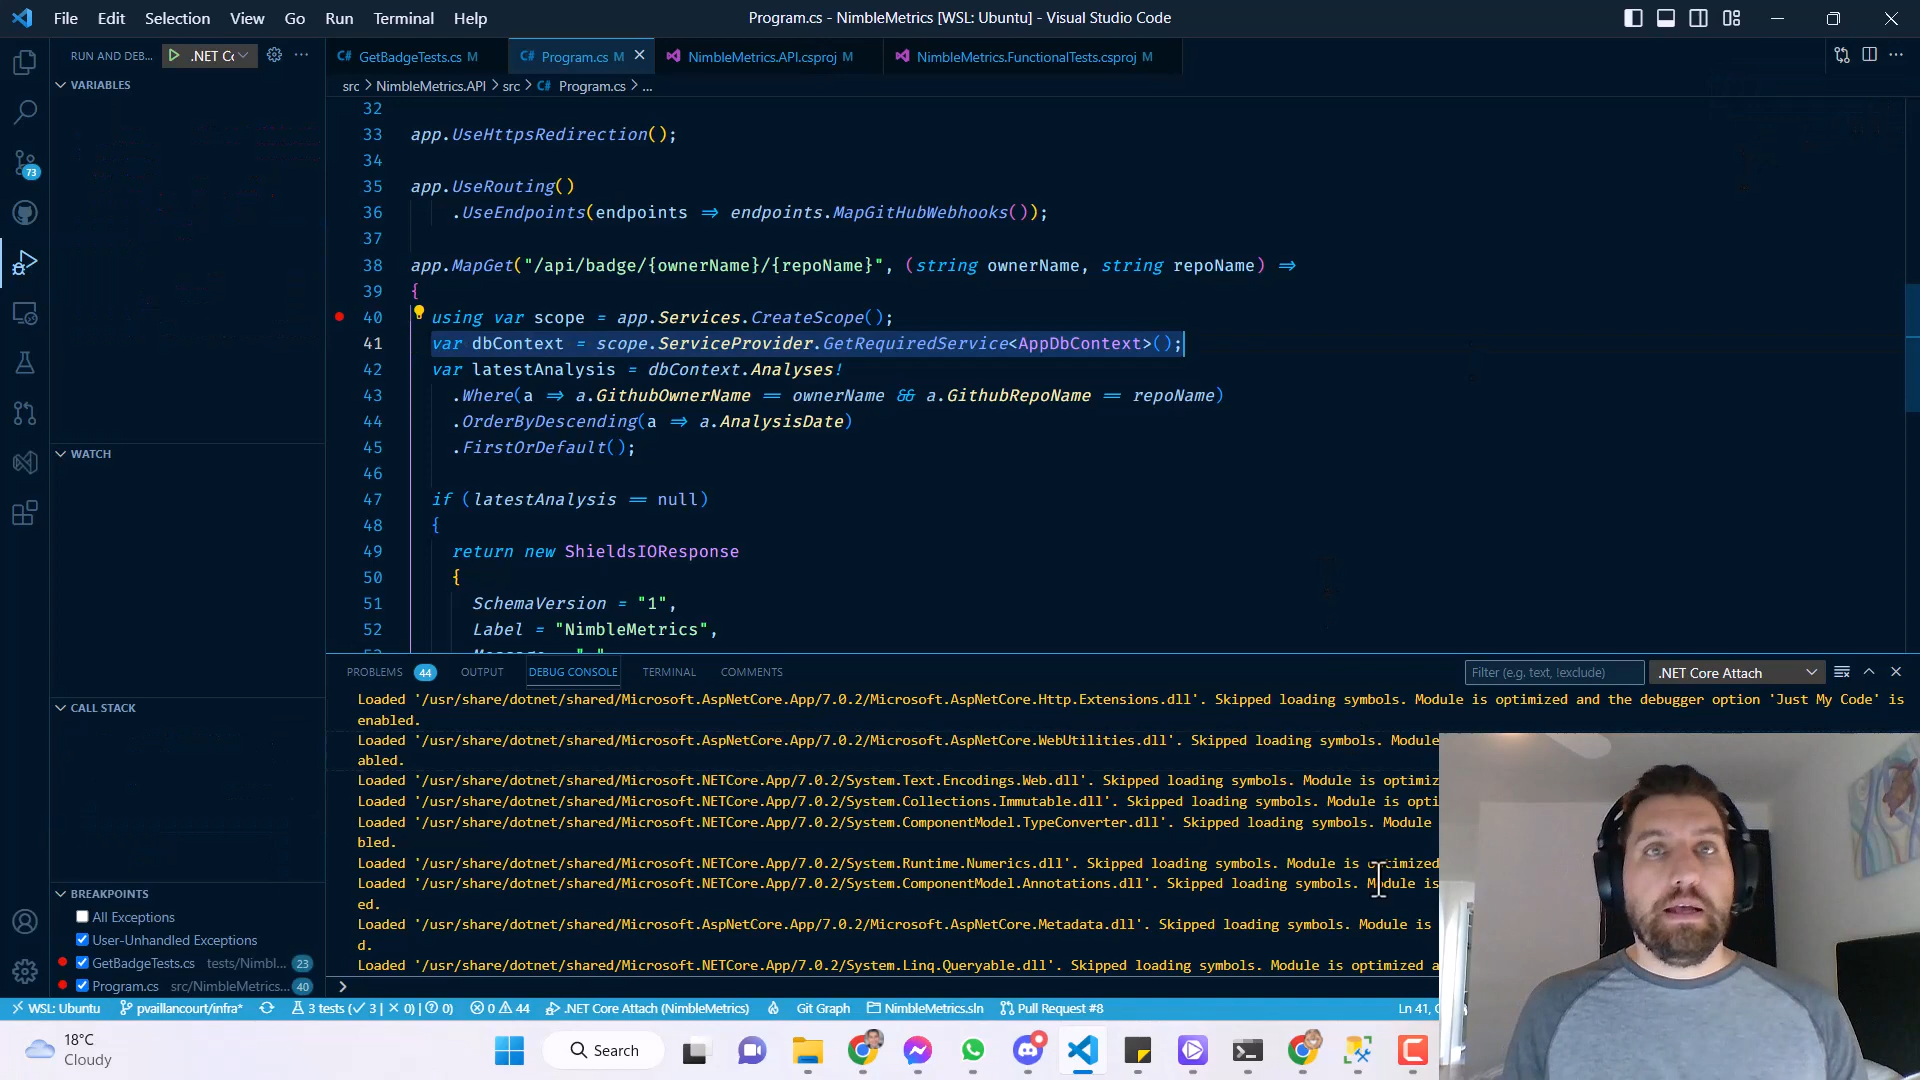 File Edit Selection View Go Run Terminal Help
Program.cs - NimbleMetrics [WSL: Ubuntu] - Visual Studio Code
RUN AND DEB...
.NET Cc
GetBadgeTests.cs M
Program.cs M
NimbleMetrics.API.csproj M
NimbleMetrics.FunctionalTests.csproj M
src > NimbleMetrics.API > src > Program.cs > ...
VARIABLES
WATCH
CALL STACK
BREAKPOINTS
All Exceptions
User-Unhandled Exceptions
GetBadgeTests.cs tests/Nimbl... 23
Program.cs src/NimbleMetrics... 40
73
32
33 app.UseHttpsRedirection();
34
35 app.UseRouting()
36 .UseEndpoints(endpoints => endpoints.MapGitHubWebhooks());
37
38 app.MapGet("/api/badge/{ownerName}/{repoName}", (string ownerName, string repoName) =>
39 {
40 using var scope = app.Services.CreateScope();
41 var dbContext = scope.ServiceProvider.GetRequiredService<AppDbContext>();
42 var latestAnalysis = dbContext.Analyses!
43 .Where(a => a.GithubOwnerName == ownerName && a.GithubRepoName == repoName)
44 .OrderByDescending(a => a.AnalysisDate)
45 .FirstOrDefault();
46
47 if (latestAnalysis == null)
48 {
49 return new ShieldsIOResponse
50 {
51 SchemaVersion = "1",
52 Label = "NimbleMetrics",
PROBLEMS 44 OUTPUT DEBUG CONSOLE TERMINAL COMMENTS
Filter (e.g. text, !exclude)
.NET Core Attach
Loaded '/usr/share/dotnet/shared/Microsoft.AspNetCore.App/7.0.2/Microsoft.AspNetCore.Http.Extensions.dll'. Skipped loading symbols. Module is optimized and the debugger option 'Just My Code' is
enabled.
Loaded '/usr/share/dotnet/shared/Microsoft.AspNetCore.App/7.0.2/Microsoft.AspNetCore.WebUtilities.dll'. Skipped loading symbols. Module
abled.
Loaded '/usr/share/dotnet/shared/Microsoft.NETCore.App/7.0.2/System.Text.Encodings.Web.dll'. Skipped loading symbols. Module is optimiz
Loaded '/usr/share/dotnet/shared/Microsoft.NETCore.App/7.0.2/System.Collections.Immutable.dll'. Skipped loading symbols. Module is opti
Loaded '/usr/share/dotnet/shared/Microsoft.NETCore.App/7.0.2/System.ComponentModel.TypeConverter.dll'. Skipped loading symbols. Module
bled.
Loaded '/usr/share/dotnet/shared/Microsoft.NETCore.App/7.0.2/System.Runtime.Numerics.dll'. Skipped loading symbols. Module is optimized
Loaded '/usr/share/dotnet/shared/Microsoft.NETCore.App/7.0.2/System.ComponentModel.Annotations.dll'. Skipped loading symbols. Module is
ed.
Loaded '/usr/share/dotnet/shared/Microsoft.AspNetCore.App/7.0.2/Microsoft.AspNetCore.Metadata.dll'. Skipped loading symbols. Module is
d.
Loaded '/usr/share/dotnet/shared/Microsoft.NETCore.App/7.0.2/System.Linq.Queryable.dll'. Skipped loading symbols. Module is optimized a
WSL: Ubuntu
pvaillancourt/infra*
3 tests (✓ 3 | ✕ 0) | ? 0)
0 44
.NET Core Attach (NimbleMetrics)
Git Graph
NimbleMetrics.sln
Pull Request #8
Ln 41,
18°C
Cloudy
Search